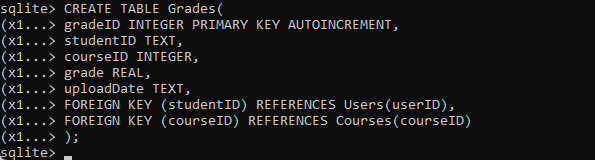 sqlite> CREATE TABLE Grades(
(x1...> gradeID INTEGER PRIMARY KEY AUTOINCREMENT,
(x1...> studentID TEXT,
(x1...> courseID INTEGER,
(x1...> grade REAL,
(x1...> uploadDate TEXT,
(x1...> FOREIGN KEY (studentID) REFERENCES Users(userID),
(x1...> FOREIGN KEY (courseID) REFERENCES Courses(courseID)
(x1...> );
sqlite>